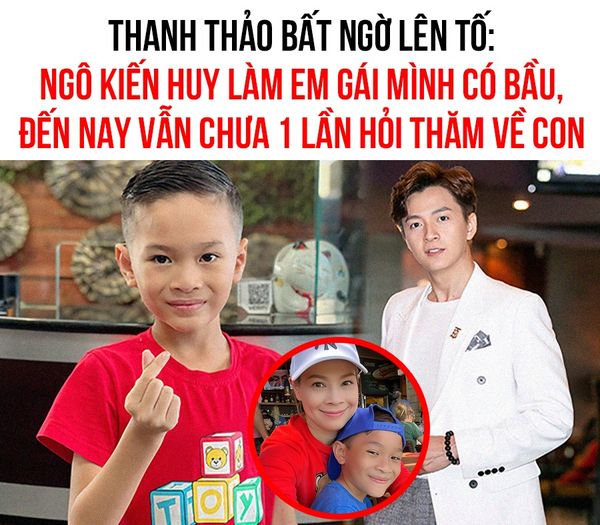 THANH THẢO BẤT NGỜ LÊN TỐ:
NGÔ KIẾN HUY LÀM EM GÁI MÌNH CÓ BẦU,
ĐẾN NAY VẪN CHƯA 1 LẦN HỎI THĂM VỀ CON
TOY